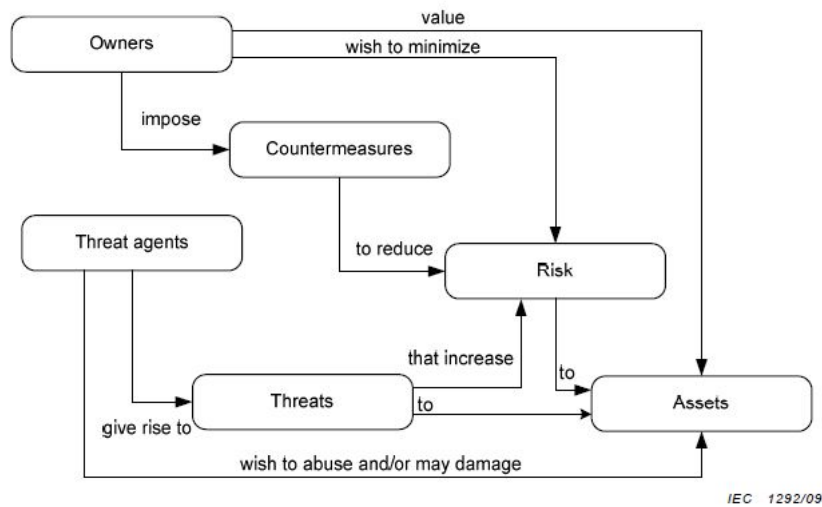 value
Owners
wish to minimize
impose
Countermeasures
Threat agents
to reduce
Risk
that increase
to
Threats
to
Assets
give rise to
wish to abuse and/or may damage
IEC 1292/09